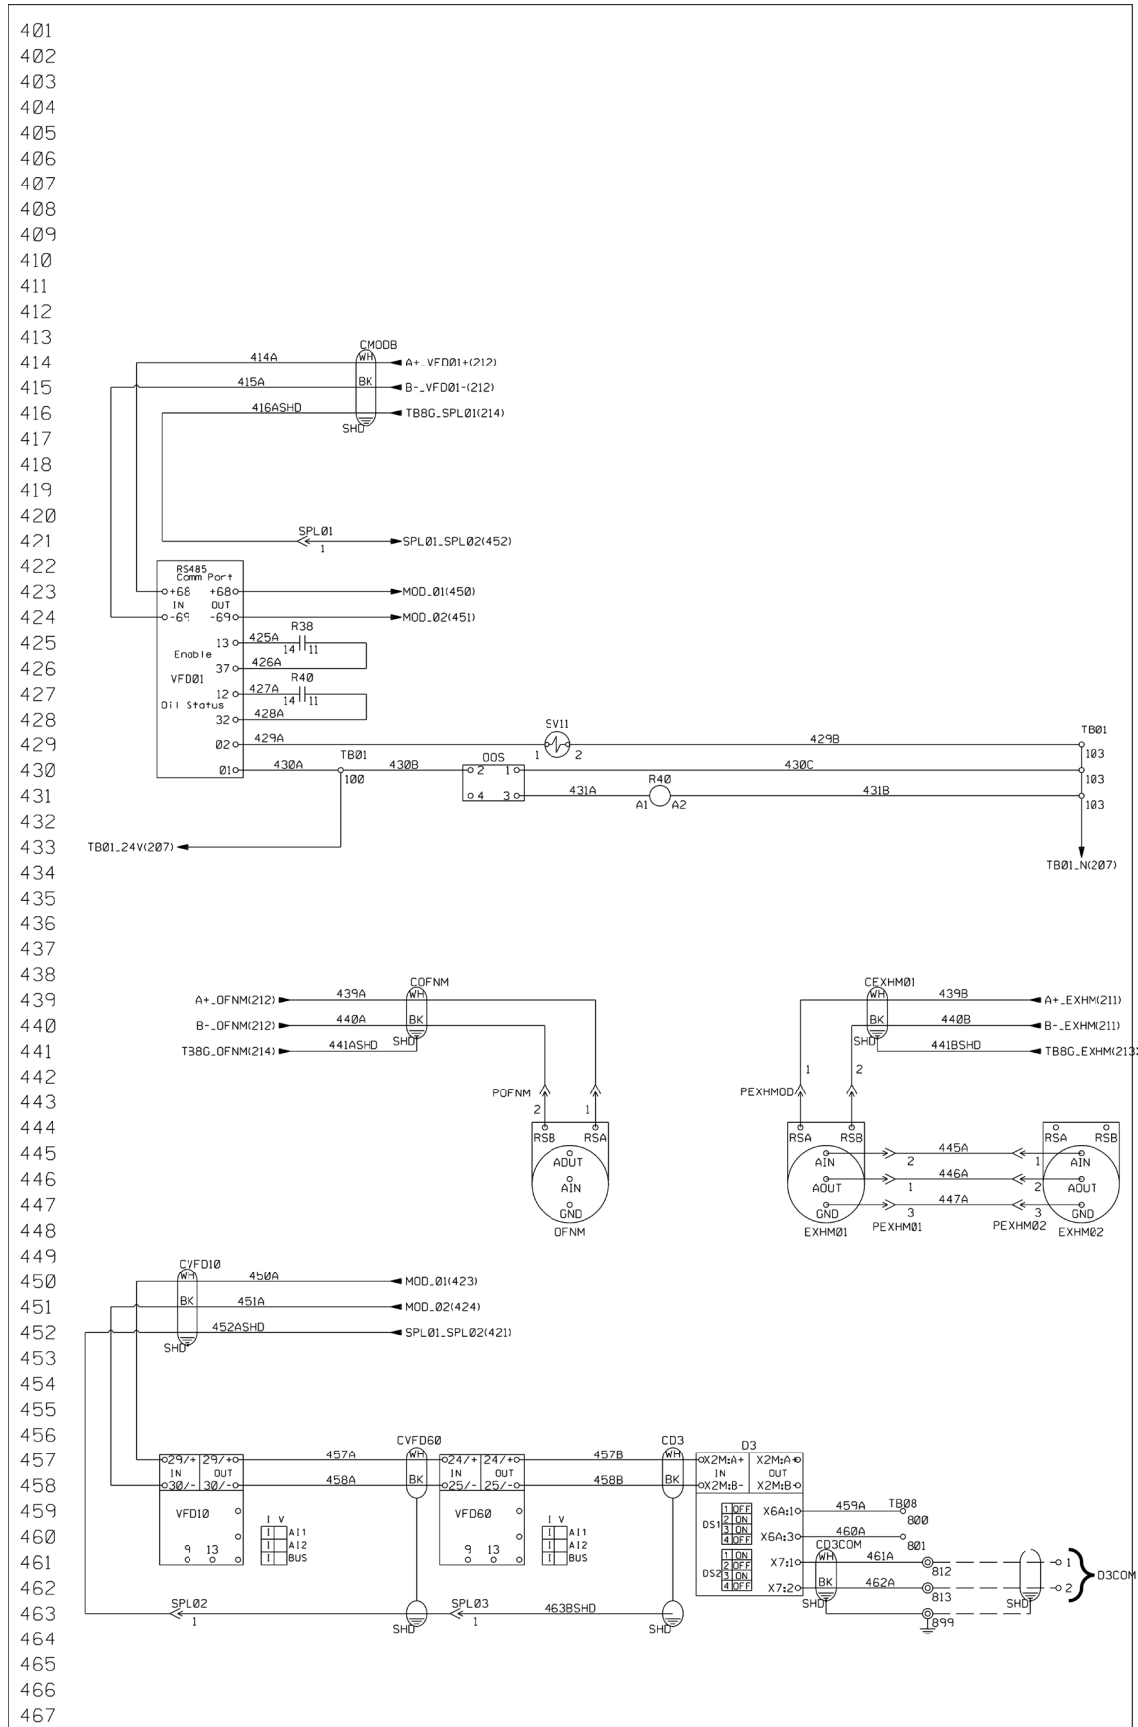 401
402
403
404
405
406
407
408
409
410
411
412
413
CMODB
414 414A WH A+_VFD01+(212)
415 415A BK B-_VFD01-(212)
416 416ASHD TB8G_SPL01(214)
417 SHD
418
419
420
SPL01
421 1 SPL01_SPL02(452)
422
RS485
Comm Port
423 +68 +68 MOD_01(450)
IN OUT
424 -69 -69 MOD_02(451)
R38
425 13 425A 14 11
Enable
426 37 426A
VFD01 R40
427 12 427A 14 11
Oil Status
428 32 428A
SV11 TB01
429 02 429A 1 2 429B 103
TB01 OOS
430 01 430A 100 430B 2 1 430C 103
R40
431 4 3 431A A1 A2 431B 103
432
433 TB01_24V(207)
TB01_N(207)
434
435
436
437
438
COFNM CEXHM01
439 A+_OFNM(212) 439A WH WH 439B A+_EXHM(211)
440 B-_OFNM(212) 440A BK BK 440B B-_EXHM(211)
441 TB8G_OFNM(214) 441ASHD SHD SHD 441BSHD TB8G_EXHM(213)
442 1 2
POFNM PEXHMOD
443 2 1
444 RSB RSA RSA RSB RSA RSB
445 AOUT AIN 2 445A 1 AIN
446 AIN AOUT 1 446A 2 AOUT
447 GND GND 3 447A 3 GND
PEXHM01 PEXHM02
448 OFNM EXHM01 EXHM02
449
CVFD10
450 WH 450A MOD_01(423)
451 BK 451A MOD_02(424)
452 452ASHD SPL01_SPL02(421)
453 SHD
454
455
456
CVFD60 CD3 D3
457 29/+ 29/+ 457A WH 24/+ 24/+ 457B WH X2M:A+ X2M:A+
IN OUT IN OUT IN OUT
458 30/- 30/- 458A BK 25/- 25/- 458B BK X2M:B- X2M:B-
459 VFD10 VFD60 X6A:1 459A TB08 800
I V I V
DS1 1 OFF
2 ON
3 ON
4 OFF
460 I AI1 I AI1 X6A:3 460A 801
I AI2 I AI2
9 13 9 13 CD3COM
461 I BUS I BUS X7:1 WH 461A 812 1
DS2 1 ON
2 OFF
3 ON
4 OFF
D3COM
462 X7:2 BK 462A 813 2
SHD SHD
463 SPL02 1 SPL03 1 463BSHD 899
SHD SHD
464
465
466
467